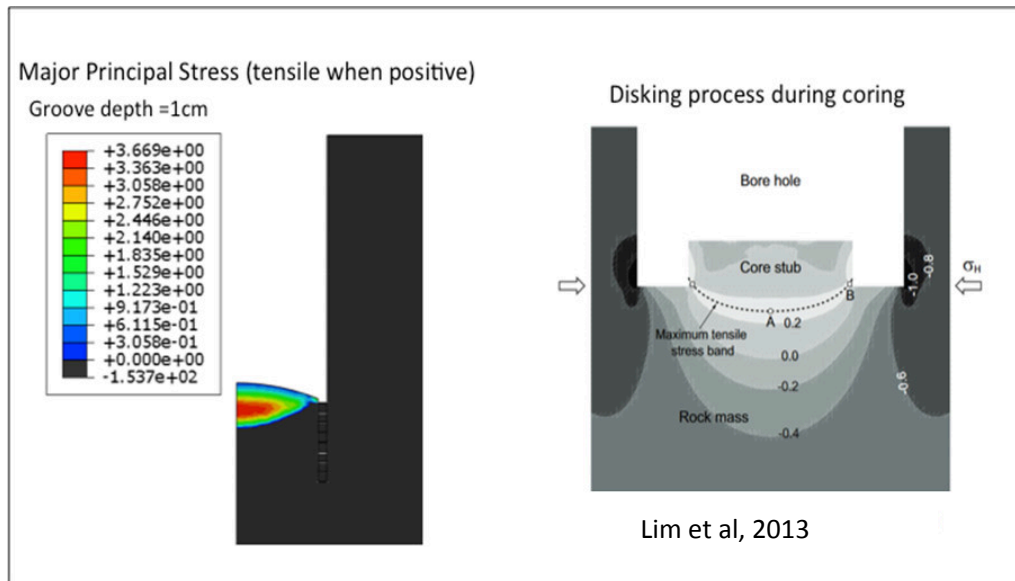 Major Principal Stress (tensile when positive)
Groove depth =1cm
+3.669e+00
+3.363e+00
+3.058e+00
+2.752e+00
+2.446e+00
+2.140e+00
+1.835e+00
+1.529e+00
+1.223e+00
+9.173e-01
+6.115e-01
+3.058e-01
+0.000e+00
-1.537e+02
Disking process during coring
Bore hole
Core stub
σH
-0.8
-1.0
B
A
0.2
Maximum tensile
stress band
0.0
-0.2
-0.6
Rock mass
-0.4
Lim et al, 2013